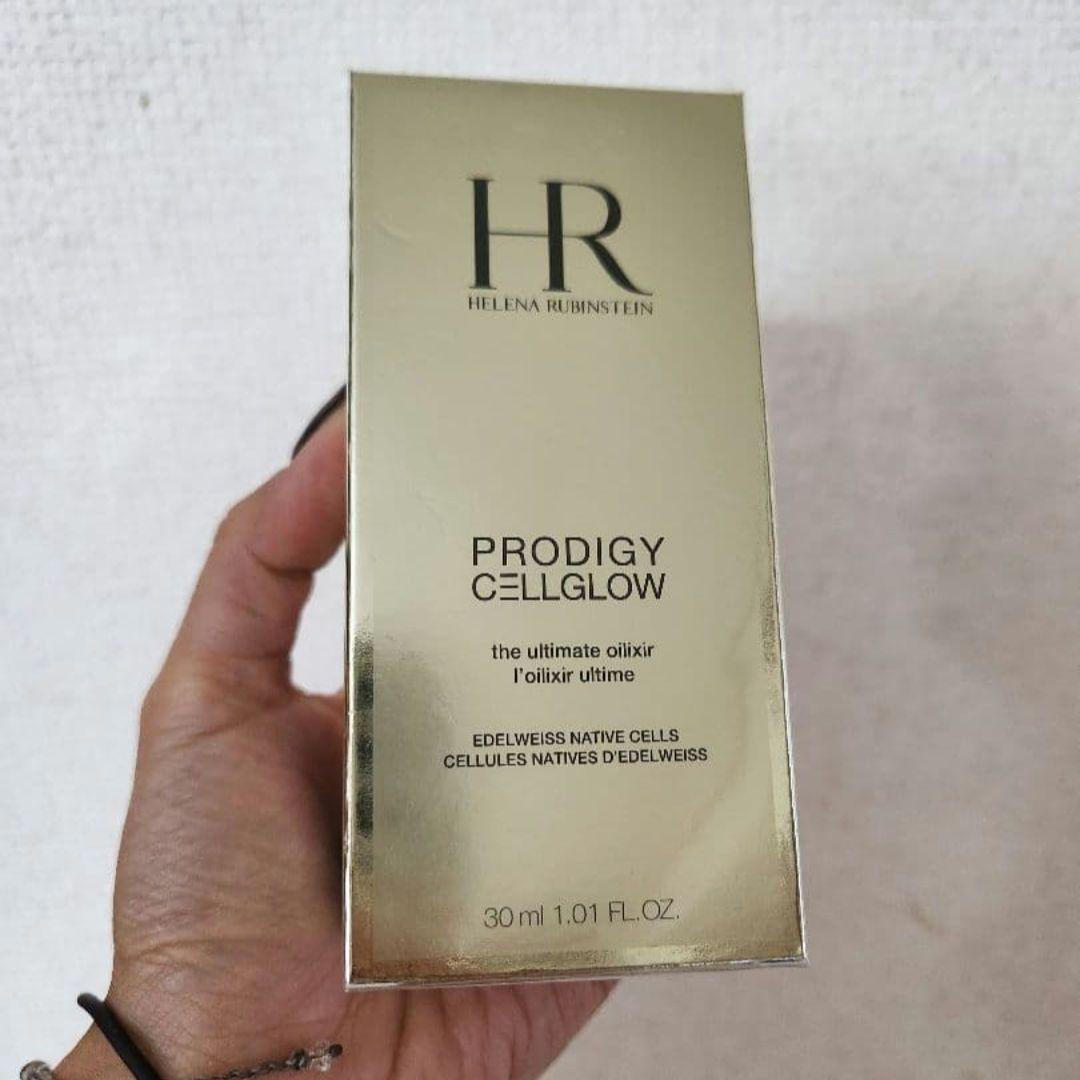 HR
HELENA RUBINSTEIN
PRODIGY
CELLGLOW
the ultimate oilixir
l'oilixir ultime
EDELWEISS NATIVE CELLS
CELLULES NATIVES D'EDELWEISS
30 ml 1.01 FL.OZ.